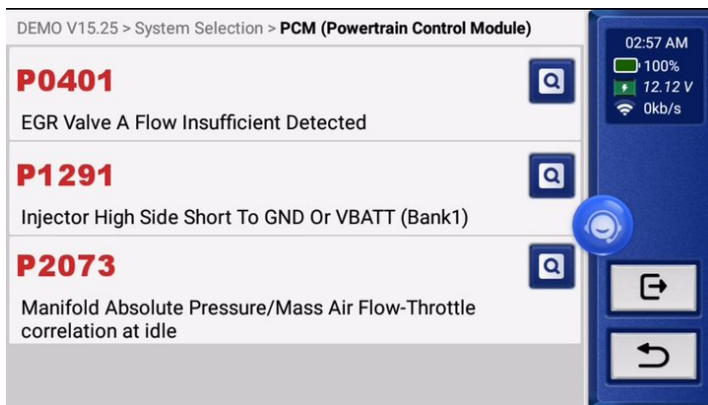 DEMO V15.25 > System Selection > PCM (Powertrain Control Module)
02:57 AM
100%
12.12 V
0kb/s
P0401
EGR Valve A Flow Insufficient Detected
P1291
Injector High Side Short To GND Or VBATT (Bank1)
P2073
Manifold Absolute Pressure/Mass Air Flow-Throttle
correlation at idle